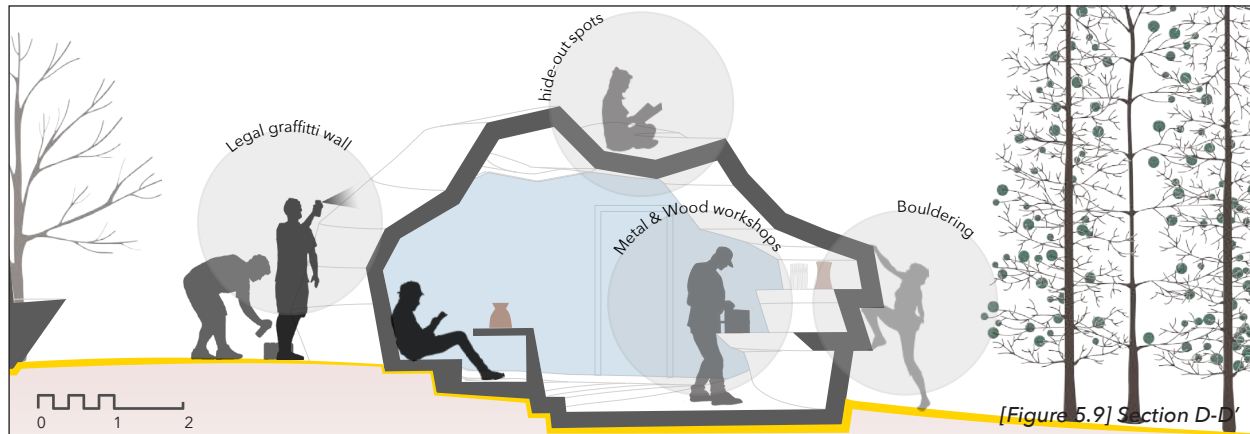 hide-out spots
Legal graffitti wall
Metal & Wood workshops
Bouldering
0 1 2
[Figure 5.9] Section D-D'